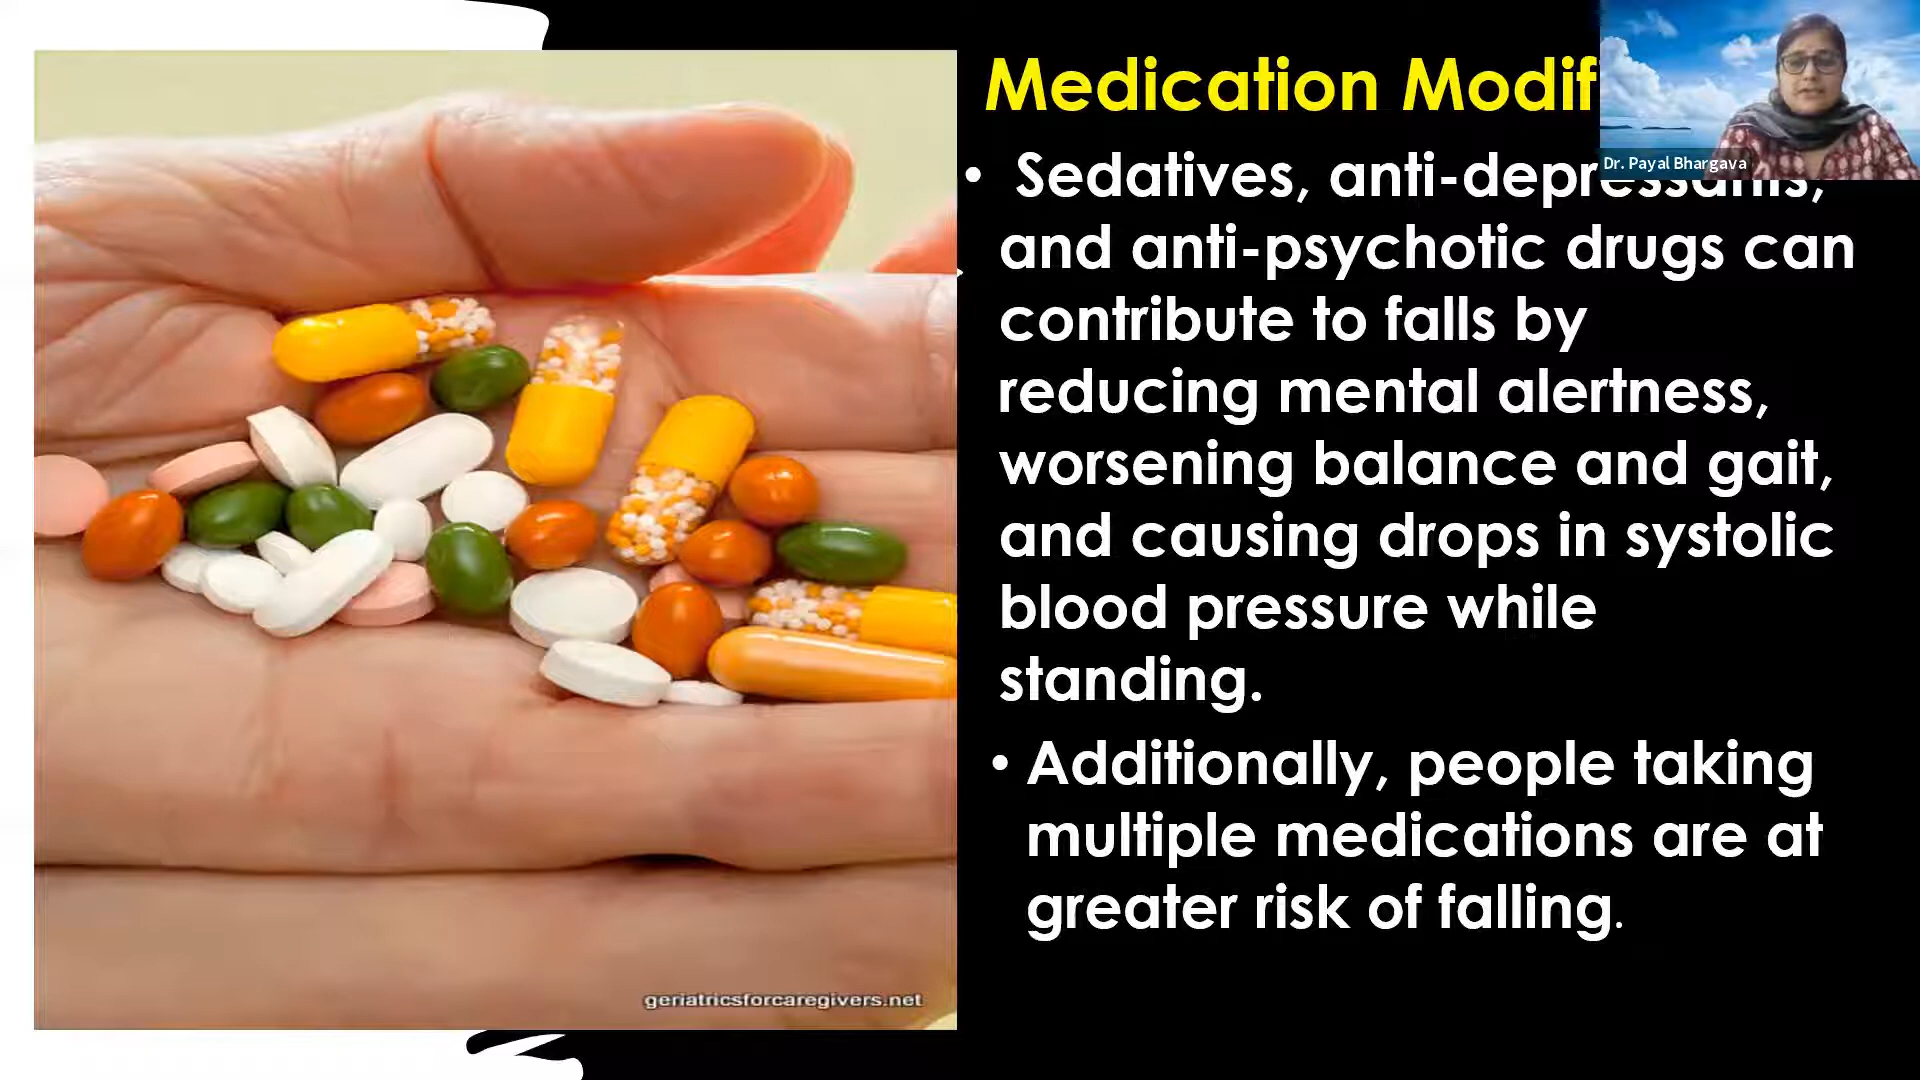 Medication Modif
Dr. Payal Bhargava
• Sedatives, anti-depressants,
and anti-psychotic drugs can
contribute to falls by
reducing mental alertness,
worsening balance and gait,
and causing drops in systolic
blood pressure while
standing.
• Additionally, people taking
multiple medications are at
greater risk of falling.
geriatricsforcaregivers.net